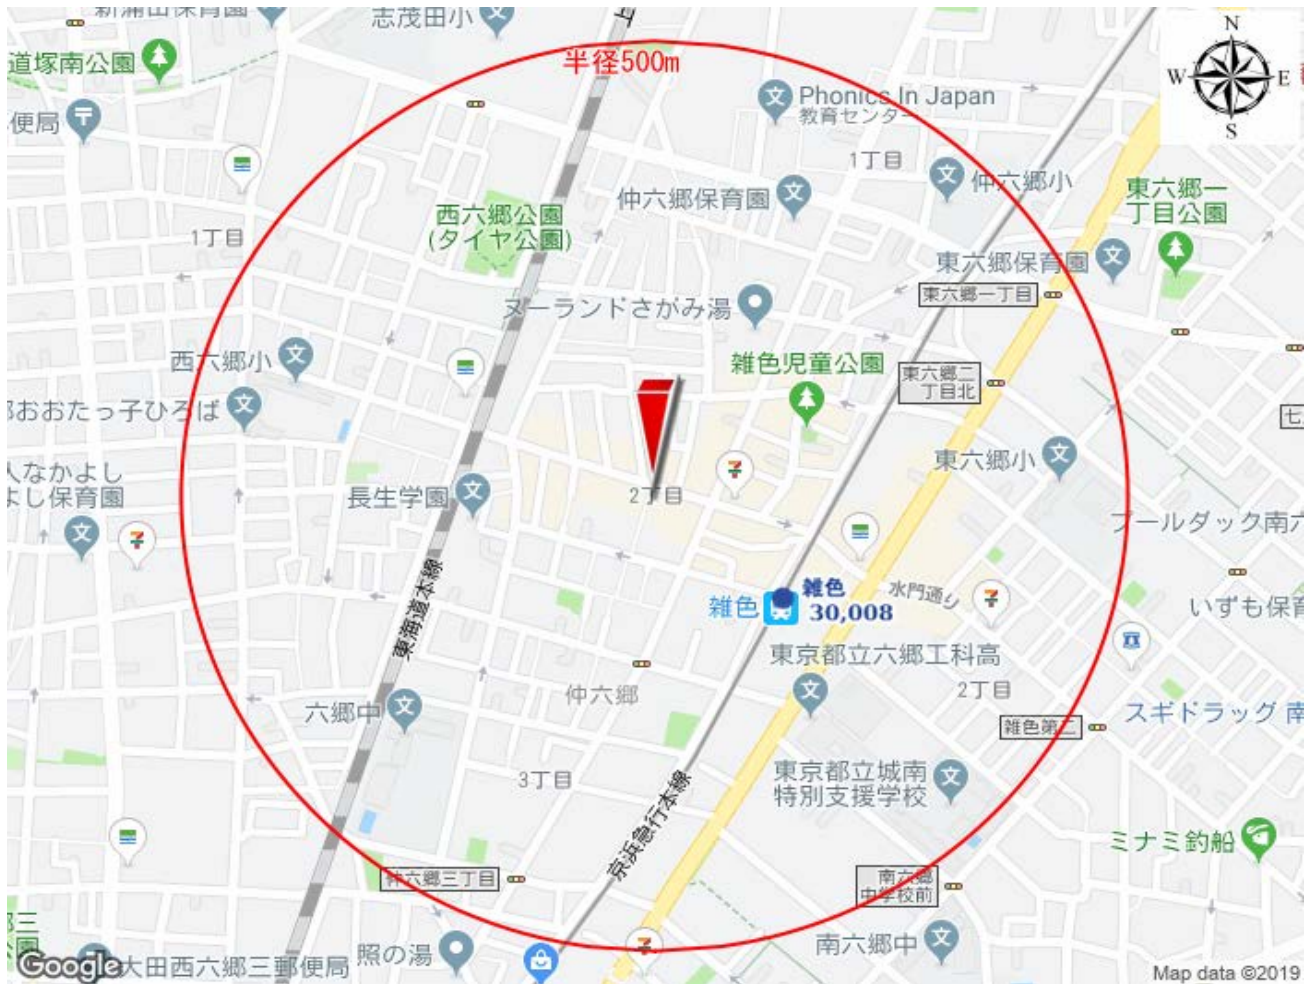 新蒲田保育園
志茂田小
道塚南公園
便局
半径500m
N
W
E
S
Phonics In Japan
教育センター
1丁目
仲六郷小
仲六郷保育園
東六郷一
丁目公園
西六郷公園
(タイヤ公園)
1丁目
東六郷保育園
東六郷一丁目
ヌーランドさがみ湯
西六郷小
雑色児童公園
東六郷二
丁目北
おおたっ子ひろば
七
東六郷小
なかよし
よし保育園
長生学園
2丁目
プールダック南六
東海道本線
雑色
雑色
30,008
水門通り
いずも保育
東京都立六郷工科高
仲六郷
2丁目
六郷中
雑色第二
スギドラッグ 南
3丁目
東京都立城南
特別支援学校
京浜急行本線
ミナミ釣船
仲六郷三丁目
南六郷
中学校前
三
公園
Google
大田西六郷三郵便局
照の湯
南六郷中
Map data ©2019